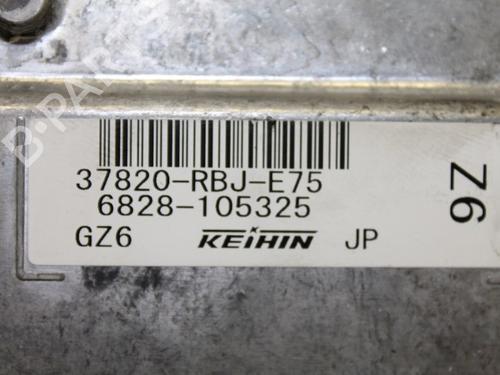 B-PARTS
37820-RBJ-E75
6828-105325
GZ6 KEIHIN JP
Z6